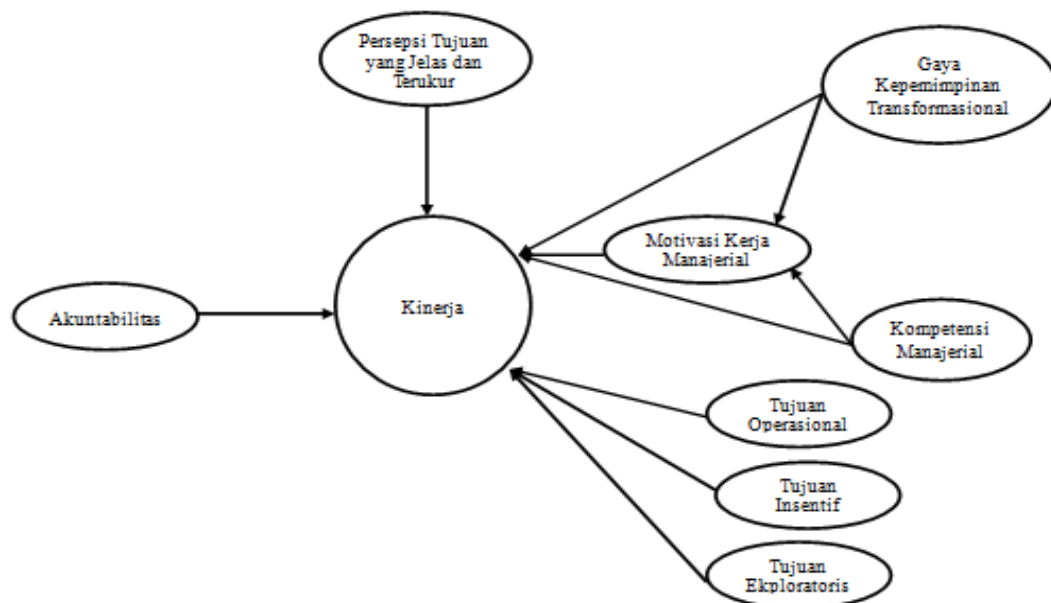 Persepsi Tujuan
yang Jelas dan
Terukur
Gaya
Kepemimpinan
Transformasional
Motivasi Kerja
Manajerial
Akuntabilitas
Kinerja
Kompetensi
Manajerial
Tujuan
Operasional
Tujuan
Insentif
Tujuan
Ekploratoris